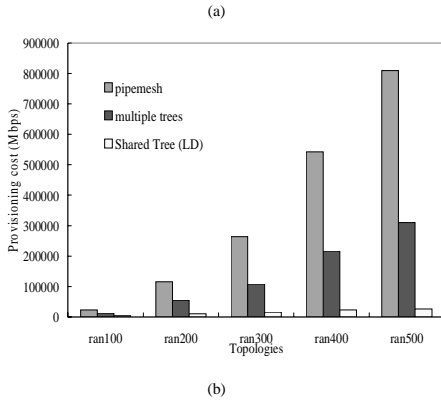 (a)
Provisioning cost (Mbps)
900000
800000
700000
600000
500000
400000
300000
200000
100000
0
pipemesh
multiple trees
Shared Tree (LD)
ran100 ran200 ran300 ran400 ran500
Topologies
(b)